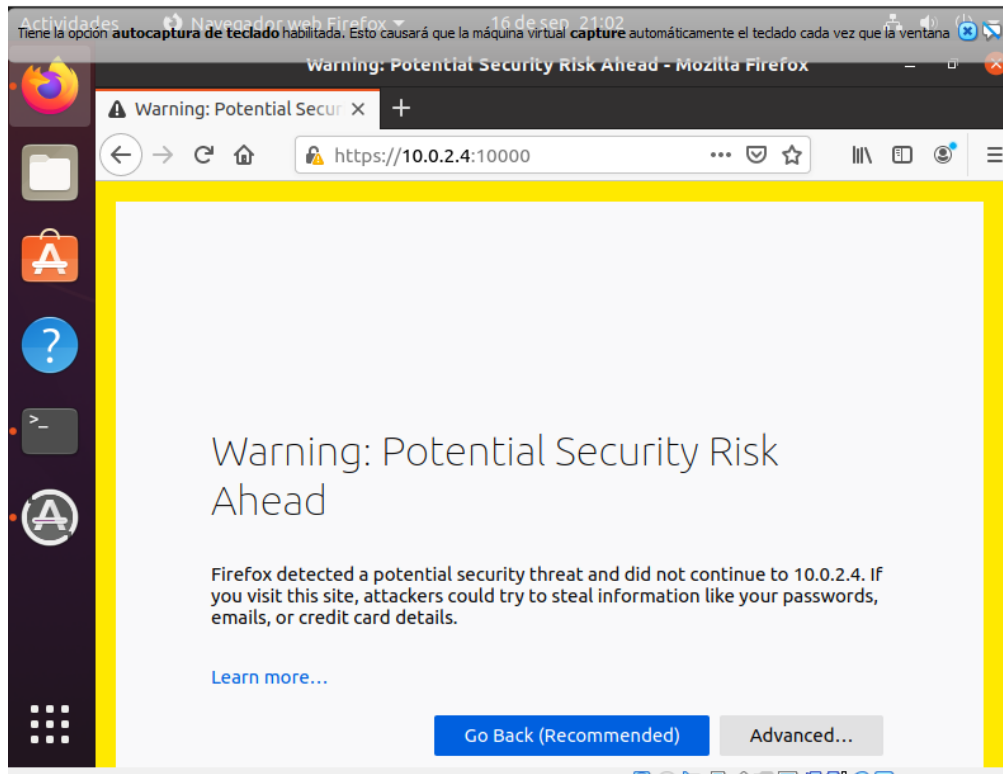 Actividades Navegador web Firefox 16 de sep 21:02
Tiene la opción autocaptura de teclado habilitada. Esto causará que la máquina virtual capture automáticamente el teclado cada vez que la ventana
Warning: Potential Security Risk Ahead - Mozilla Firefox
Warning: Potential Secur
https://10.0.2.4:10000
Warning: Potential Security Risk
Ahead
Firefox detected a potential security threat and did not continue to 10.0.2.4. If
you visit this site, attackers could try to steal information like your passwords,
emails, or credit card details.
Learn more…
Go Back (Recommended) Advanced…